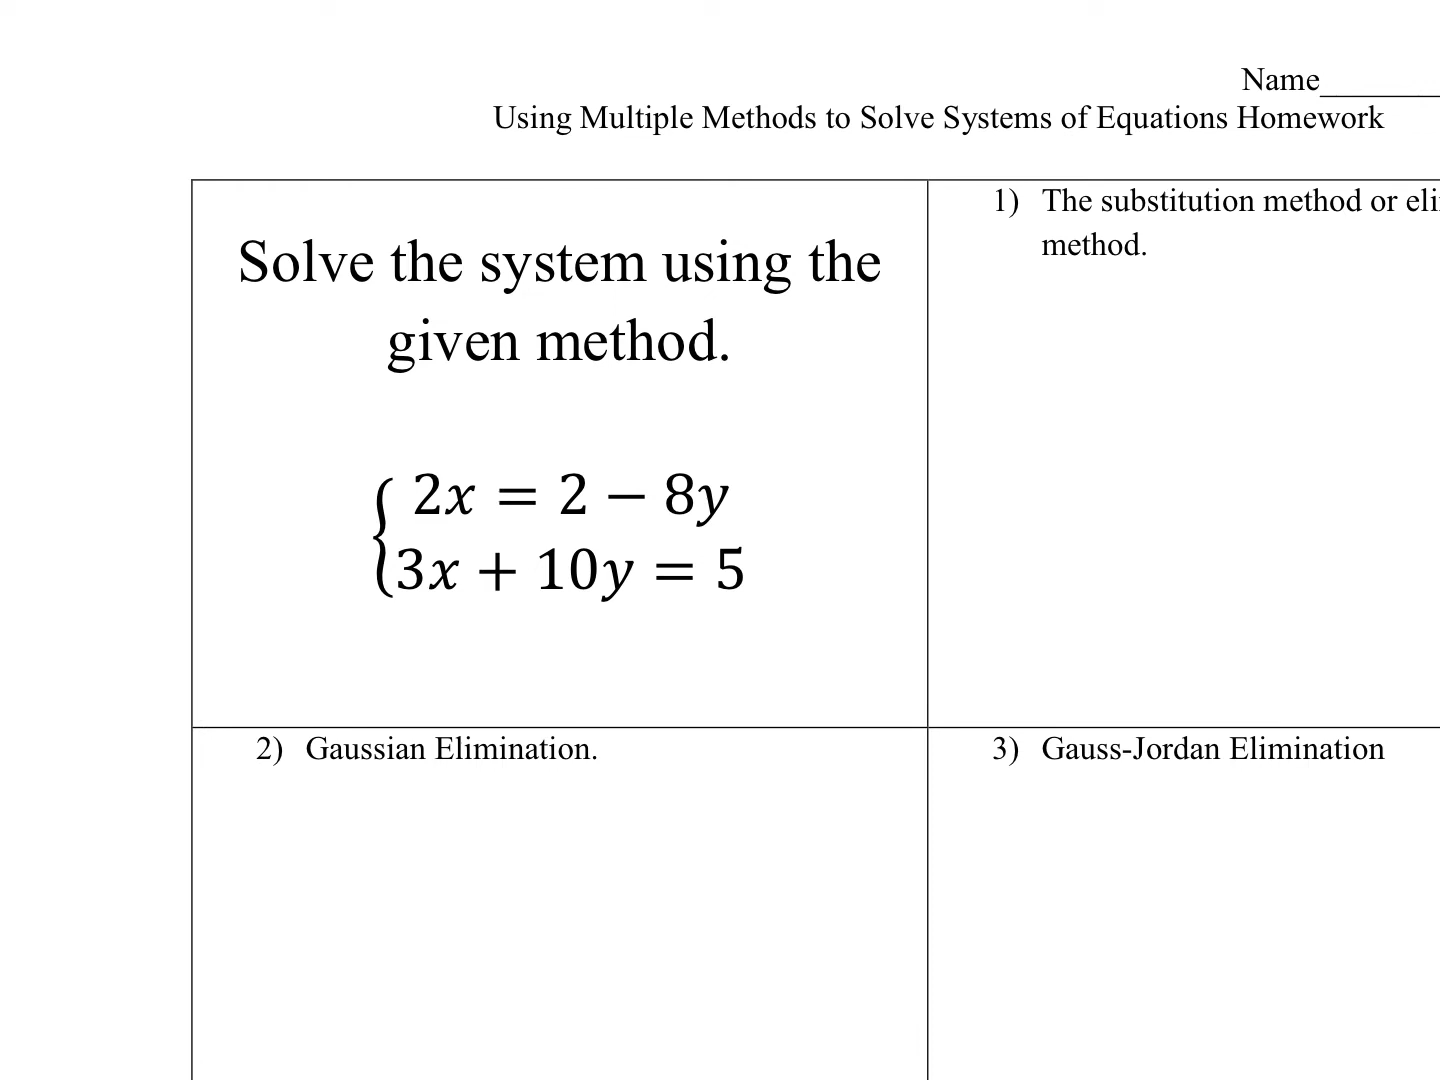 Name________
Using Multiple Methods to Solve Systems of Equations Homework
Solve the system using the
given method.
2x = 2 − 8y
3x + 10y = 5
1) The substitution method or
method.
2) Gaussian Elimination.
3) Gauss-Jordan Elimination